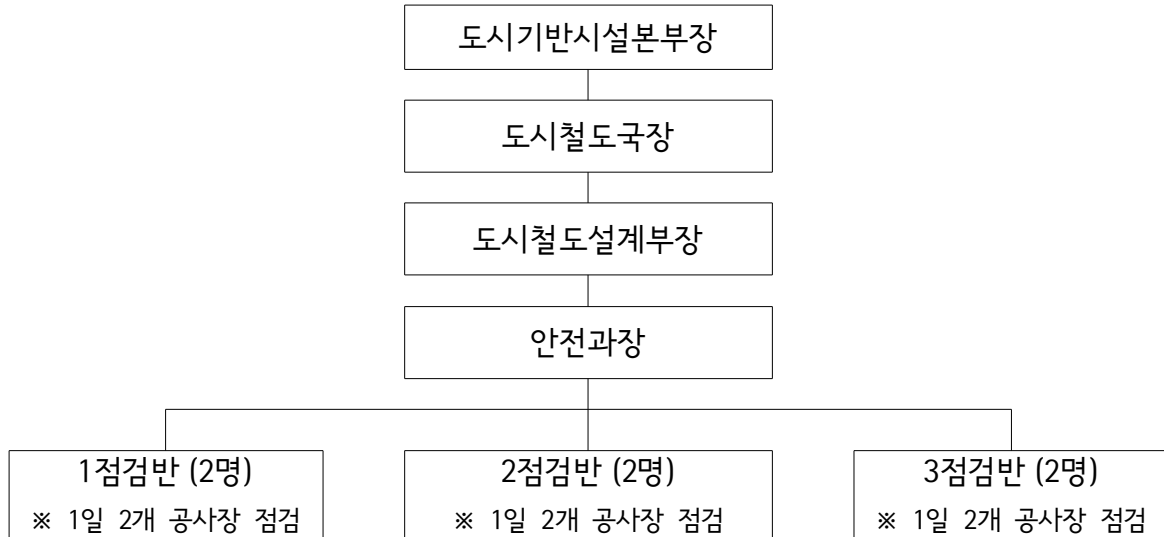 도시기반시설본부장
도시철도국장
도시철도설계부장
안전과장
1점검반 (2명)
※ 1일 2개 공사장 점검
2점검반 (2명)
※ 1일 2개 공사장 점검
3점검반 (2명)
※ 1일 2개 공사장 점검